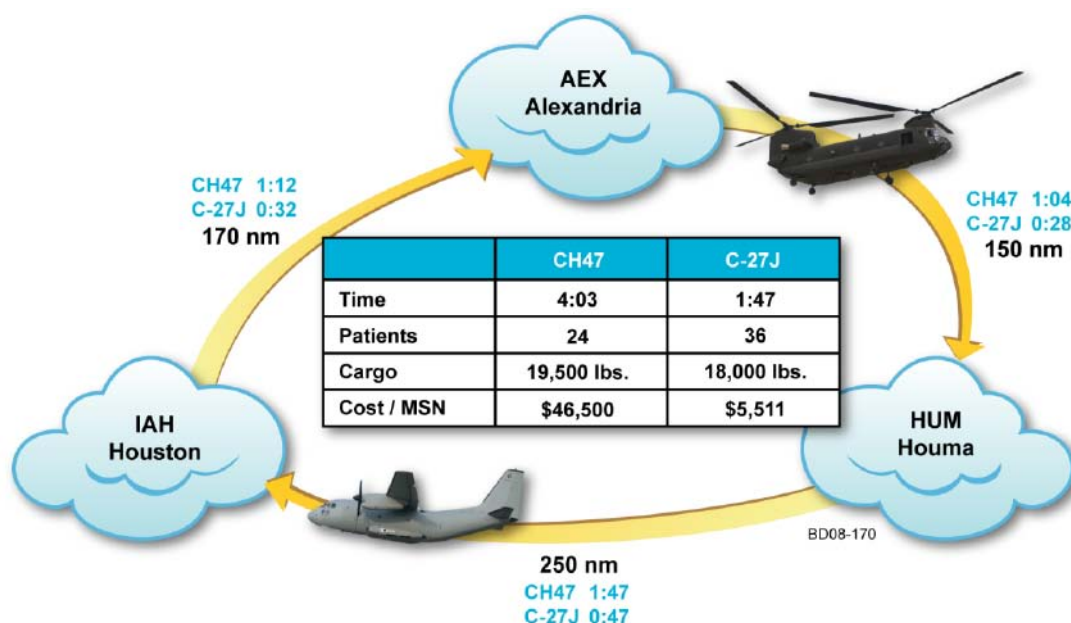 AEX
Alexandria
CH47 1:12
C-27J 0:32
170 nm
CH47 1:04
C-27J 0:28
150 nm
CH47 C-27J
Time 4:03 1:47
Patients 24 36
Cargo 19,500 lbs. 18,000 lbs.
Cost / MSN $46,500 $5,511
IAH
Houston
HUM
Houma
BD08-170
250 nm
CH47 1:47
C-27J 0:47